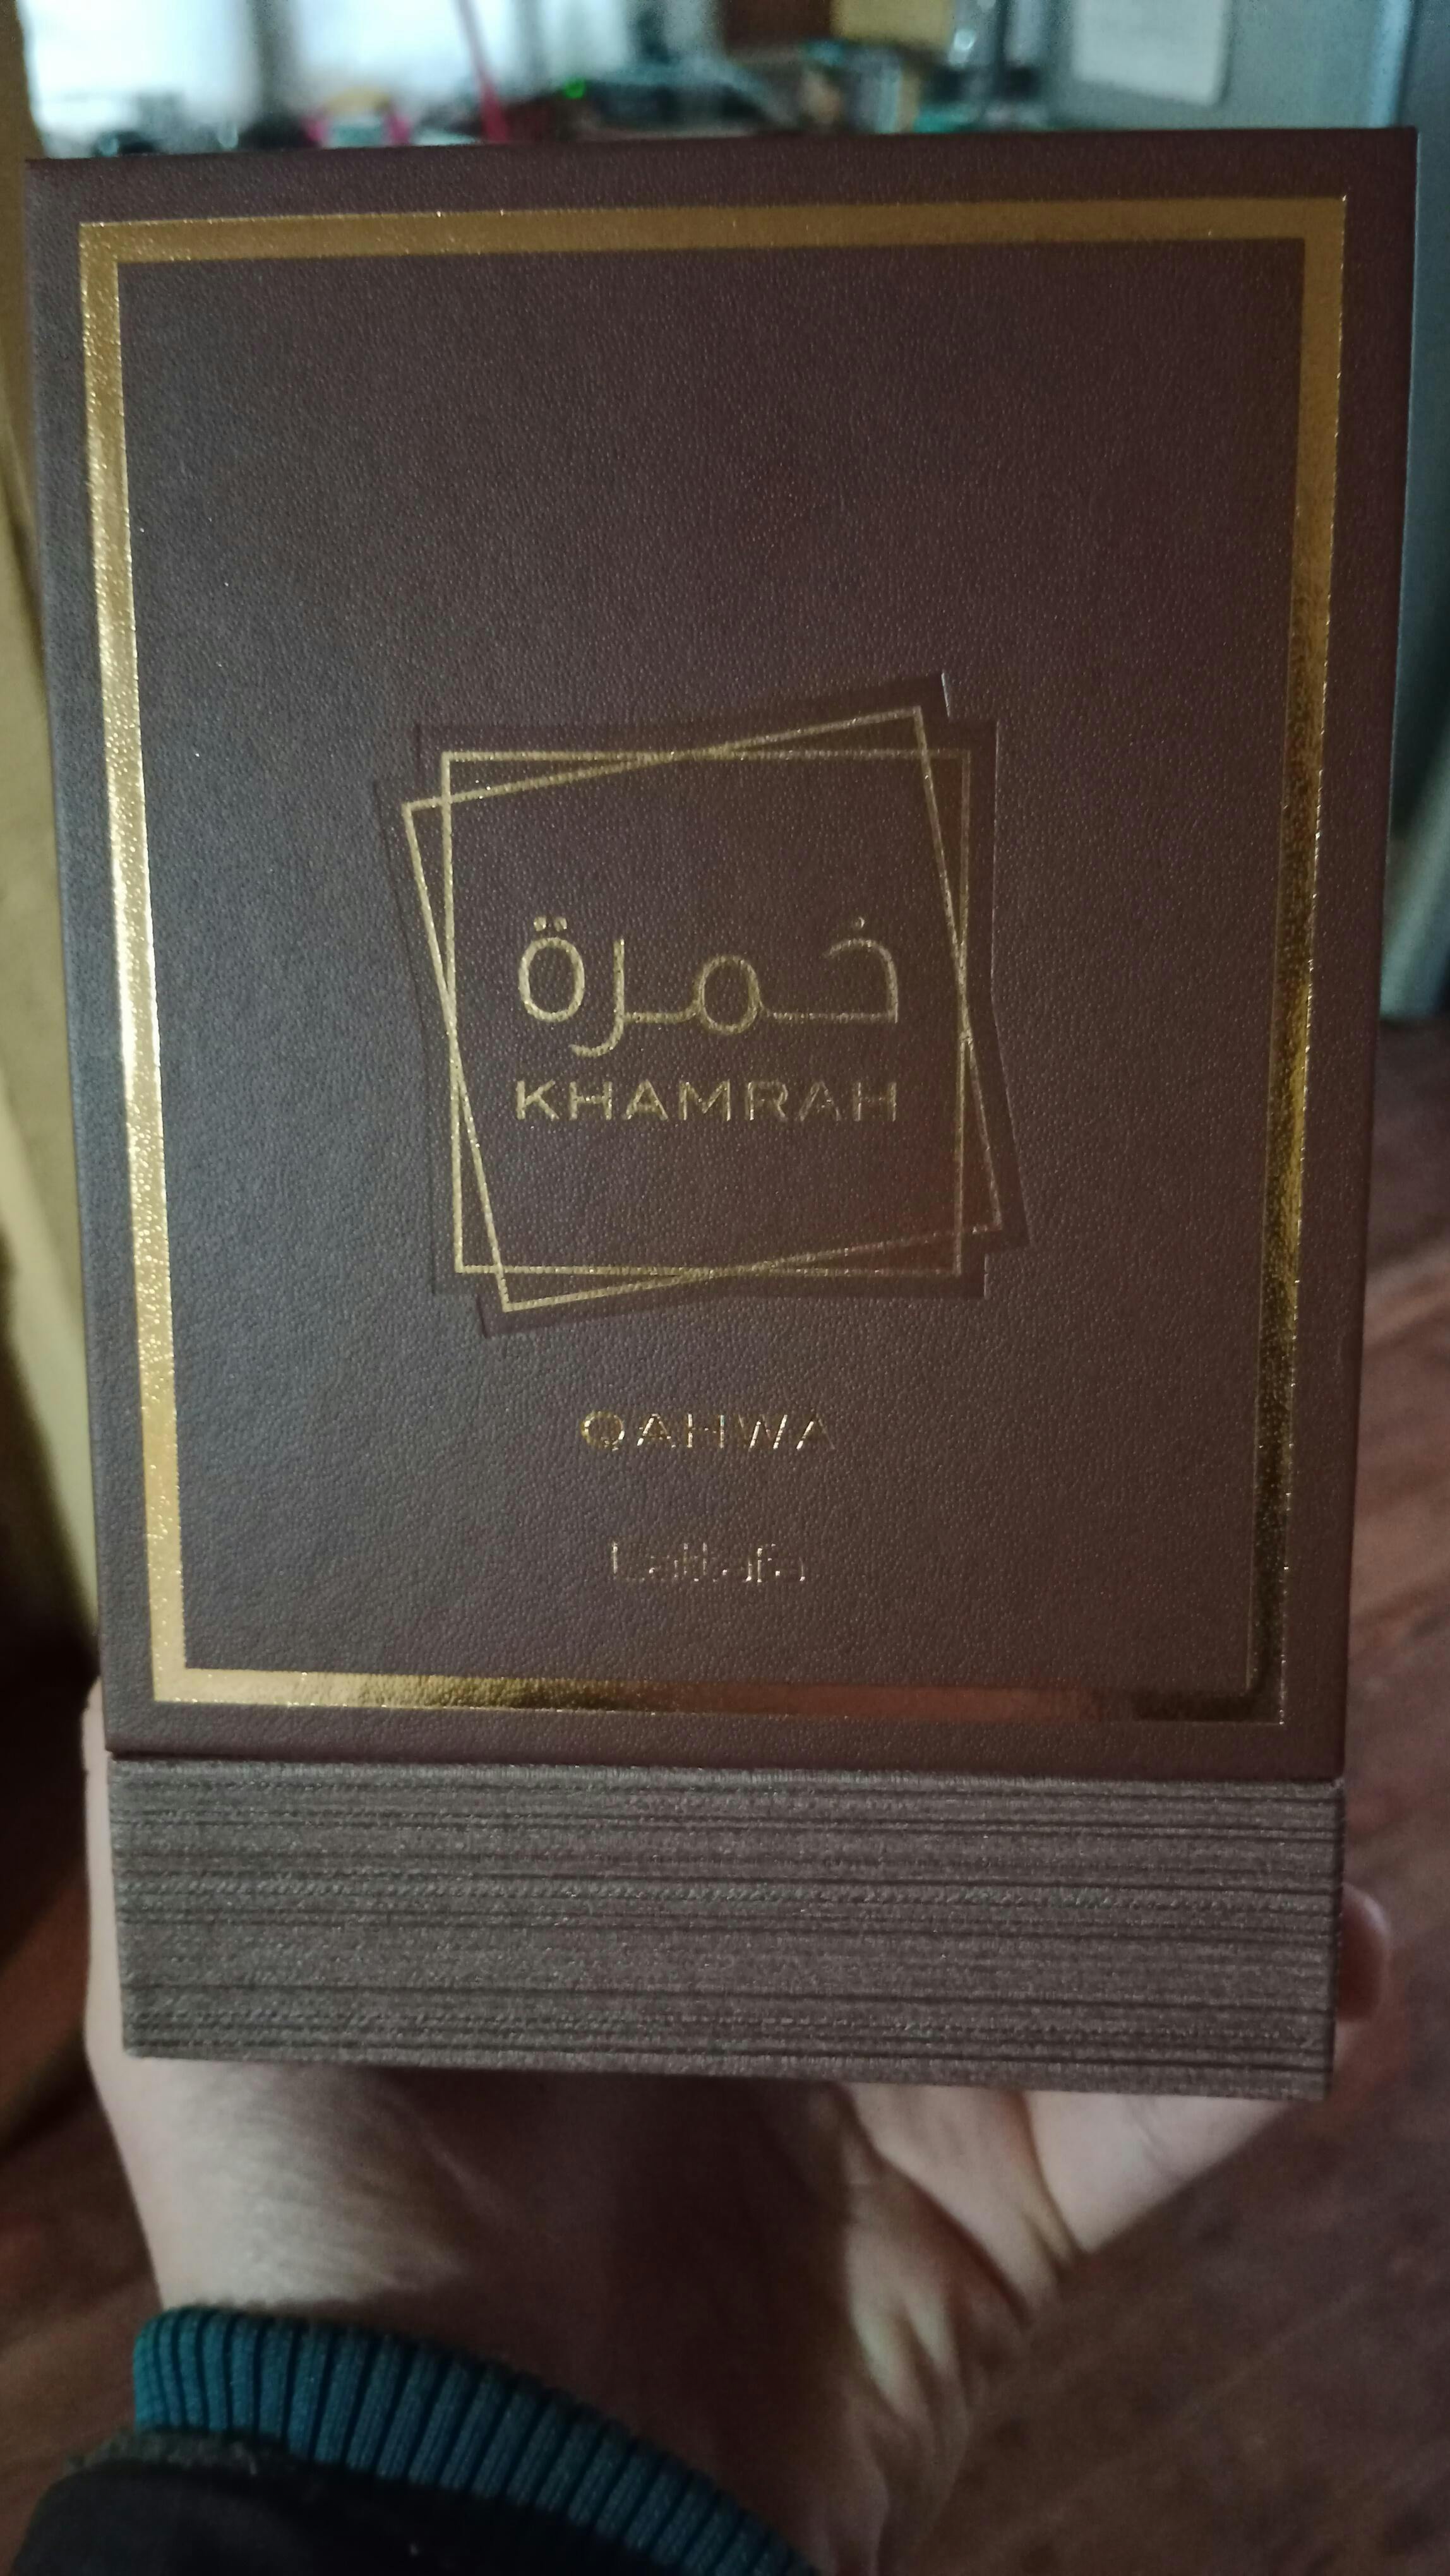 خمرة
KHAMRAH
QAHWA
Lattafa